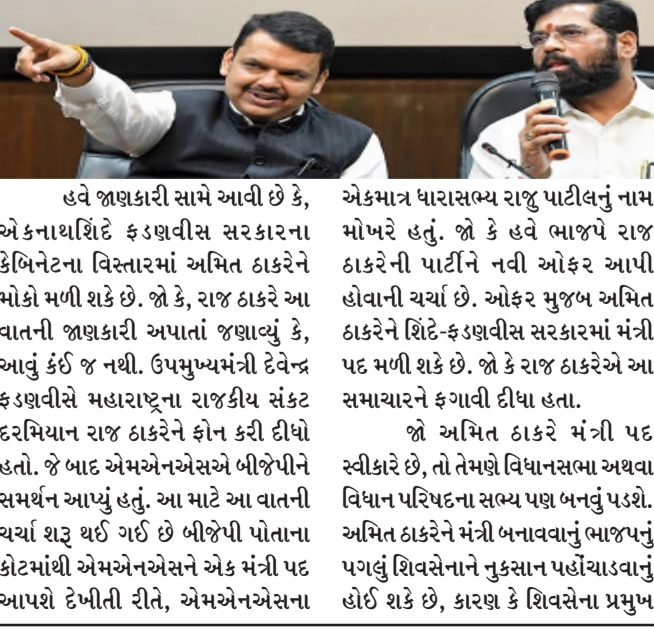 હવે જાણકારી સામે આવી છે કે,
એકનાથશિંદે ફડણવીસ સરકારના
કેબિનેટના વિસ્તારમાં અમિત ઠાકરેને
મોકો મળી શકે છે. જો કે, રાજ ઠાકરે આ
વાતની જાણકારી અપાતાં જણાવ્યું કે,
આવું કંઈ જ નથી. ઉપમુખ્યમંત્રી દેવેન્દ્ર
ફડણવીસે મહારાષ્ટ્રના રાજકીય સંકટ
દરમિયાન રાજ ઠાકરેને ફોન કરી દીધો
હતો. જે બાદ એમએનએસએ બીજેપીને
સમર્થન આપ્યું હતું. આ માટે આ વાતની
ચર્ચા શરૂ થઈ ગઈ છે બીજેપી પોતાના
કોટમાંથી એમએનએસને એક મંત્રી પદ
આપશે દેખીતી રીતે, એમએનએસના
એકમાત્ર ધારાસભ્ય રાજુ પાટીલનું નામ
મોખરે હતું. જો કે હવે ભાજપે રાજ
ઠાકરેની પાર્ટીને નવી ઓફર આપી
હોવાની ચર્ચા છે. ઓફર મુજબ અમિત
ઠાકરેને શિંદે-ફડણવીસ સરકારમાં મંત્રી
પદ મળી શકે છે. જો કે રાજ ઠાકરેએ આ
સમાચારને ફગાવી દીધા હતા.
જો અમિત ઠાકરે મંત્રી પદ
સ્વીકારે છે, તો તેમણે વિધાનસભા અથવા
વિધાન પરિષદના સભ્ય પણ બનવું પડશે.
અમિત ઠાકરેને મંત્રી બનાવવાનું ભાજપનું
પગલું શિવસેનાને નુકસાન પહોંચાડવાનું
હોઈ શકે છે, કારણ કે શિવસેના પ્રમુખ